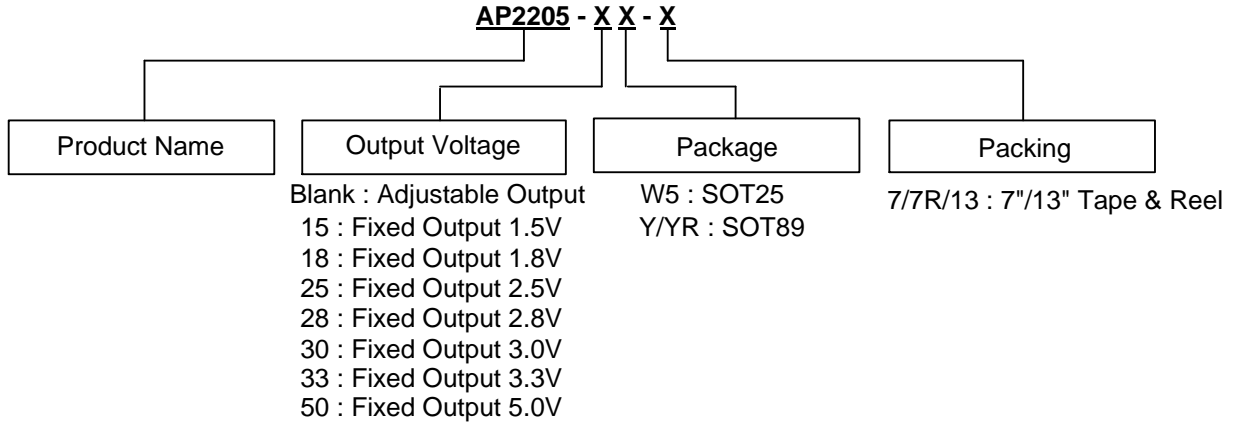 AP2205 - X X - X
Product Name
Output Voltage
Package
Packing
Blank : Adjustable Output
15 : Fixed Output 1.5V
18 : Fixed Output 1.8V
25 : Fixed Output 2.5V
28 : Fixed Output 2.8V
30 : Fixed Output 3.0V
33 : Fixed Output 3.3V
50 : Fixed Output 5.0V
W5 : SOT25
Y/YR : SOT89
7/7R/13 : 7"/13" Tape & Reel